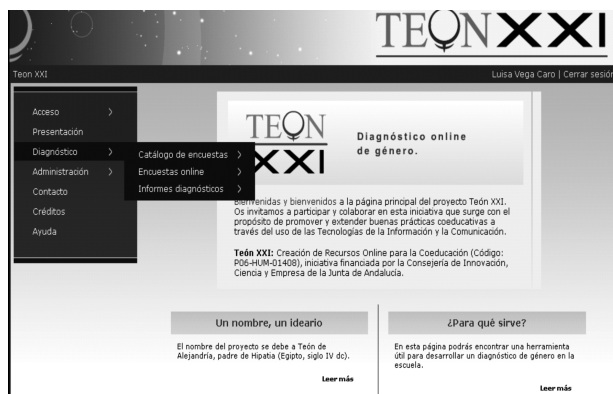 TEON XXI
Teon XXI
Luisa Vega Caro | Cerrar sesión
Acceso >
Presentación
Diagnóstico >
Administración >
Contacto
Créditos
Ayuda
Catálogo de encuestas >
Encuestas online >
Informes diagnósticos >
TEON
XXI
Diagnóstico online
de género.
Bienvenidas y bienvenidos a la página principal del proyecto Teón XXI.
Os invitamos a participar y colaborar en esta iniciativa que surge con el
propósito de promover y extender buenas prácticas coeducativas a
través del uso de las Tecnologías de la Información y la Comunicación.
Teón XXI: Creación de Recursos Online para la Coeducación (Código:
P06-HUM-01408), iniciativa financiada por la Consejería de Innovación,
Ciencia y Empresa de la Junta de Andalucía.
Un nombre, un ideario
El nombre del proyecto se debe a Teón de
Alejandría, padre de Hipatia (Egipto, siglo IV dc).
Leer más
¿Para qué sirve?
En esta página podrás encontrar una herramienta
útil para desarrollar un diagnóstico de género en la
escuela.
Leer más